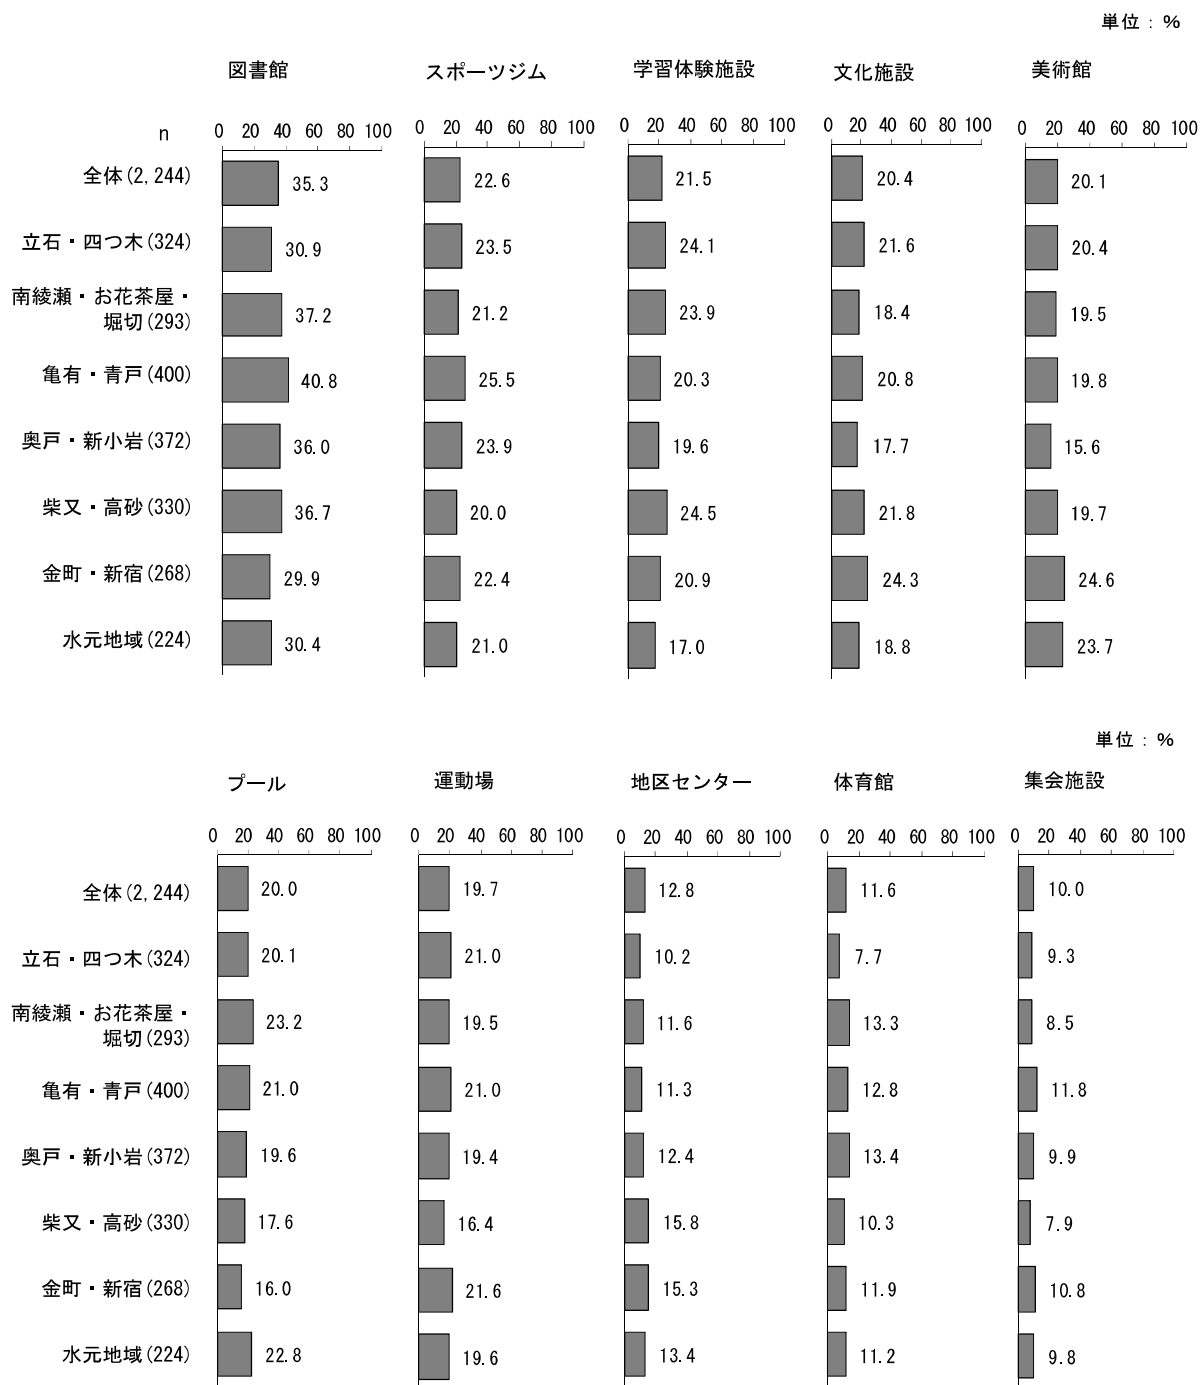 単位：%
図書館 スポーツジム 学習体験施設 文化施設 美術館
n 0 20 40 60 80 100 0 20 40 60 80 100 0 20 40 60 80 100 0 20 40 60 80 100 0 20 40 60 80 100
全体(2,244) 35.3 22.6 21.5 20.4 20.1
立石・四つ木(324) 30.9 23.5 24.1 21.6 20.4
南綾瀬・お花茶屋・
堀切(293) 37.2 21.2 23.9 18.4 19.5
亀有・青戸(400) 40.8 25.5 20.3 20.8 19.8
奥戸・新小岩(372) 36.0 23.9 19.6 17.7 15.6
柴又・高砂(330) 36.7 20.0 24.5 21.8 19.7
金町・新宿(268) 29.9 22.4 20.9 24.3 24.6
水元地域(224) 30.4 21.0 17.0 18.8 23.7
単位：%
プール 運動場 地区センター 体育館 集会施設
0 20 40 60 80 100 0 20 40 60 80 100 0 20 40 60 80 100 0 20 40 60 80 100 0 20 40 60 80 100
全体(2,244) 20.0 19.7 12.8 11.6 10.0
立石・四つ木(324) 20.1 21.0 10.2 7.7 9.3
南綾瀬・お花茶屋・
堀切(293) 23.2 19.5 11.6 13.3 8.5
亀有・青戸(400) 21.0 21.0 11.3 12.8 11.8
奥戸・新小岩(372) 19.6 19.4 12.4 13.4 9.9
柴又・高砂(330) 17.6 16.4 15.8 10.3 7.9
金町・新宿(268) 16.0 21.6 15.3 11.9 10.8
水元地域(224) 22.8 19.6 13.4 11.2 9.8